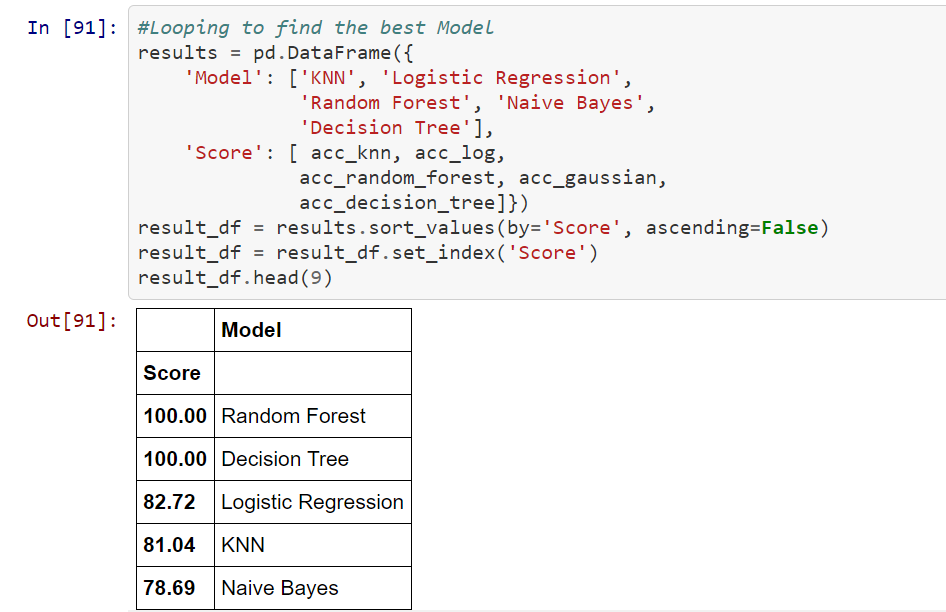 In [91]: #Looping to find the best Model
results = pd.DataFrame({
    'Model': ['KNN', 'Logistic Regression',
              'Random Forest', 'Naive Bayes',
              'Decision Tree'],
    'Score': [ acc_knn, acc_log,
              acc_random_forest, acc_gaussian,
              acc_decision_tree]})
result_df = results.sort_values(by='Score', ascending=False)
result_df = result_df.set_index('Score')
result_df.head(9)
Out[91]:
Model
Score
100.00 Random Forest
100.00 Decision Tree
82.72 Logistic Regression
81.04 KNN
78.69 Naive Bayes